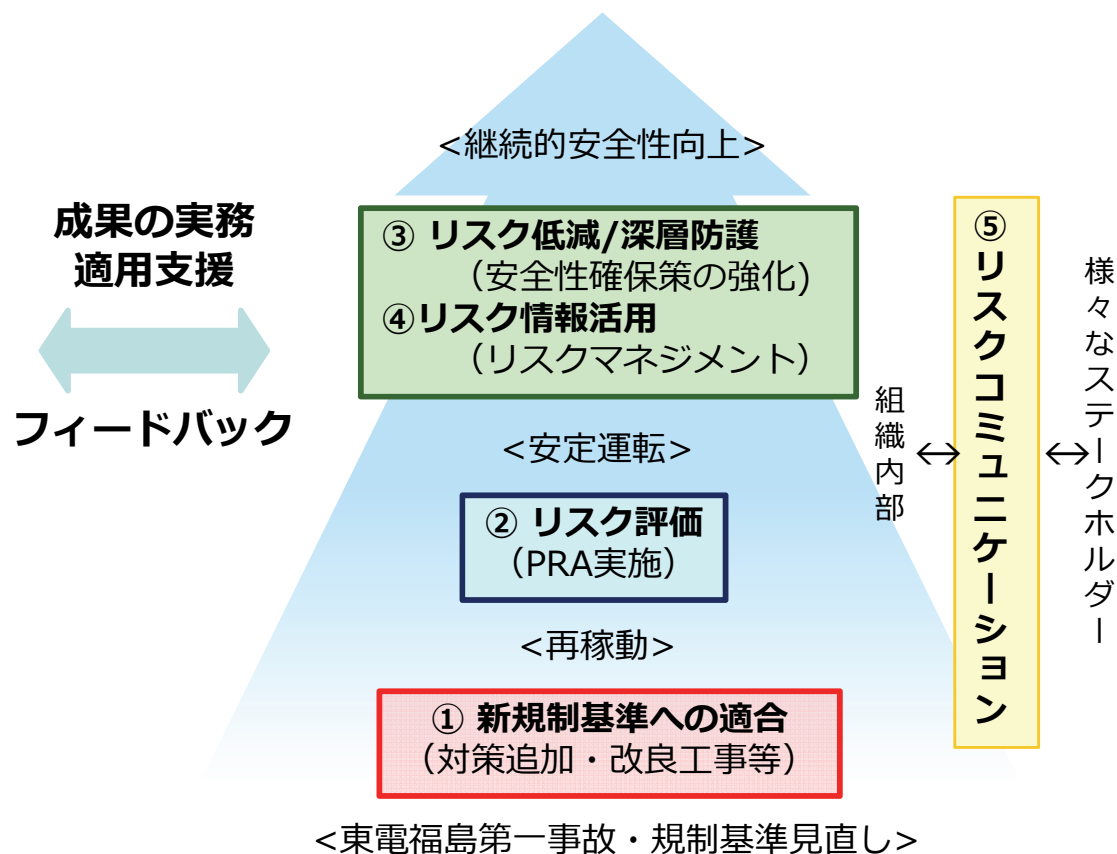 <継続的安全性向上>
成果の実務
適用支援
フィードバック
③ リスク低減/深層防護
（安全性確保策の強化)
④リスク情報活用
（リスクマネジメント）
<安定運転>
② リスク評価
（PRA実施）
<再稼動>
① 新規制基準への適合
（対策追加・改良工事等）
<東電福島第一事故・規制基準見直し>
組織内部
↔
⑤リスクコミュニケーション
↔
様々なステークホルダー